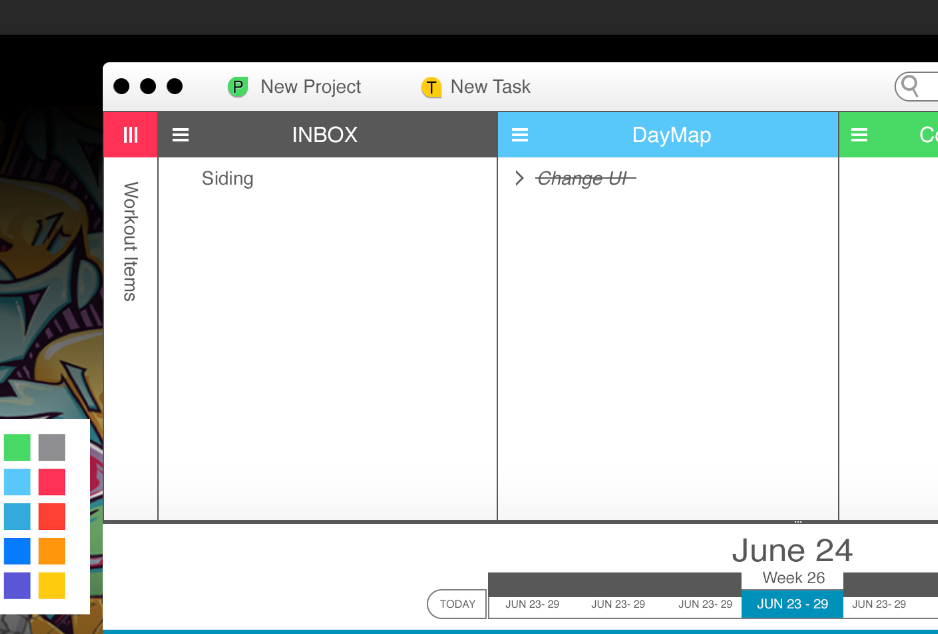 P New Project T New Task
INBOX DayMap
Siding Change UI
Workout Items
June 24
Week 26
TODAY JUN 23- 29 JUN 23- 29 JUN 23- 29 JUN 23 - 29 JUN 23- 29